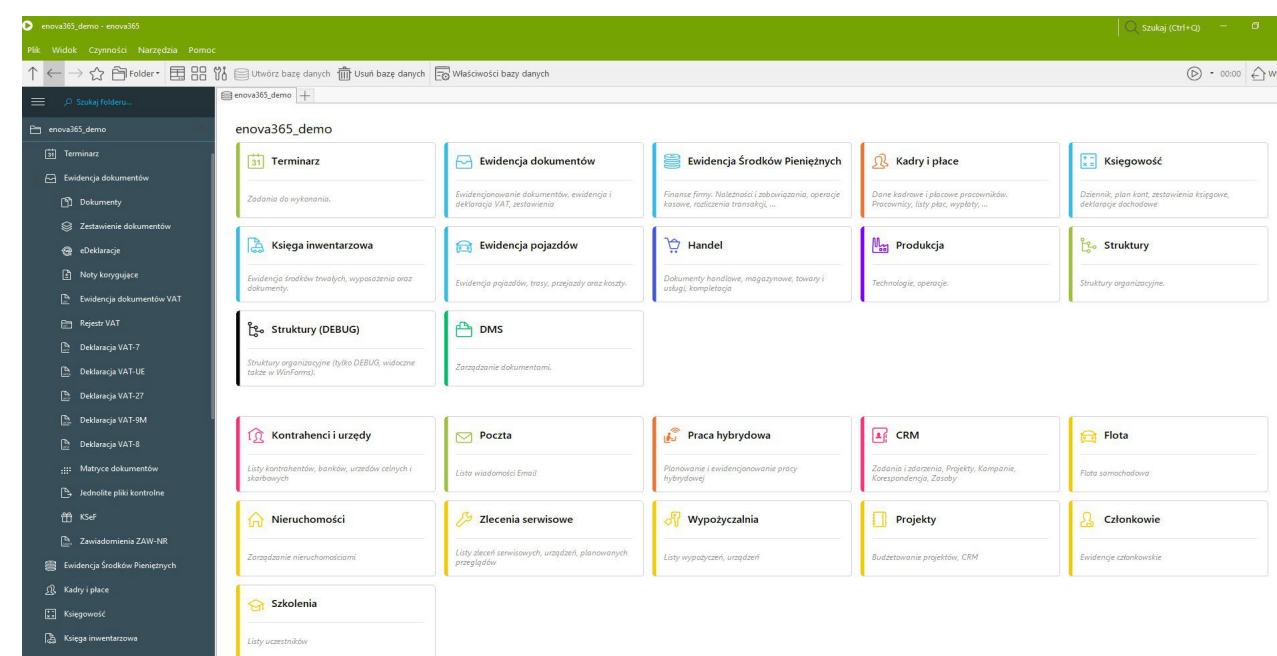 enova365_demo - enova365
Szukaj (Ctrl+Q)
Plik Widok Czynności Narzędzia Pomoc
Folder
Utwórz bazę danych
Usuń bazę danych
Właściwości bazy danych
00:00
Szukaj folderu...
enova365_demo
enova365_demo
Terminarz
Ewidencja dokumentów
Dokumenty
Zestawienie dokumentów
eDeklaracje
Noty korygujące
Ewidencja dokumentów VAT
Rejestr VAT
Deklaracja VAT-7
Deklaracja VAT-UE
Deklaracja VAT-27
Deklaracja VAT-9M
Deklaracja VAT-8
Matryce dokumentów
Jednolite pliki kontrolne
KSeF
Zawiadomienia ZAW-NR
Ewidencja Środków Pieniężnych
Kadry i płace
Księgowość
Księga inwentarzowa
enova365_demo
31 Terminarz
Zadania do wykonania.
Ewidencja dokumentów
Ewidencjonowanie dokumentów, ewidencja i
deklaracja VAT, zestawienia
Ewidencja Środków Pieniężnych
Finanse firmy. Należności i zobowiązania, operacje
kasowe, rozliczenia transakcji, ...
Kadry i płace
Dane kadrowe i płacowe pracowników.
Pracownicy, listy płac, wypłaty, ...
Księgowość
Dziennik, plan kont, zestawienia księgowe,
deklaracje dochodowe
Księga inwentarzowa
Ewidencja środków trwałych, wyposażenia oraz
dokumenty.
Ewidencja pojazdów
Ewidencja pojazdów, trasy, przejazdy oraz koszty.
Handel
Dokumenty handlowe, magazynowe, towary i
usługi, kompletacja
Produkcja
Technologie, operacje.
Struktury
Struktury organizacyjne.
Struktury (DEBUG)
Struktury organizacyjne (tylko DEBUG, widoczne
także w WinForms).
DMS
Zarządzanie dokumentami.
Kontrahenci i urzędy
Listy kontrahentów, banków, urzędów celnych i
skarbowych
Poczta
Lista wiadomości Email
Praca hybrydowa
Planowanie i ewidencjonowanie pracy
hybrydowej
CRM
Zadania i zdarzenia, Projekty, Kampanie,
Korespondencja, Zasoby
Flota
Flota samochodowa
Nieruchomości
Zarządzanie nieruchomościami
Zlecenia serwisowe
Listy zleceń serwisowych, urządzeń, planowanych
przeglądów
Wypożyczalnia
Listy wypożyczeń, urządzeń
Projekty
Budżetowanie projektów, CRM
Członkowie
Ewidencje członkowskie
Szkolenia
Listy uczestników